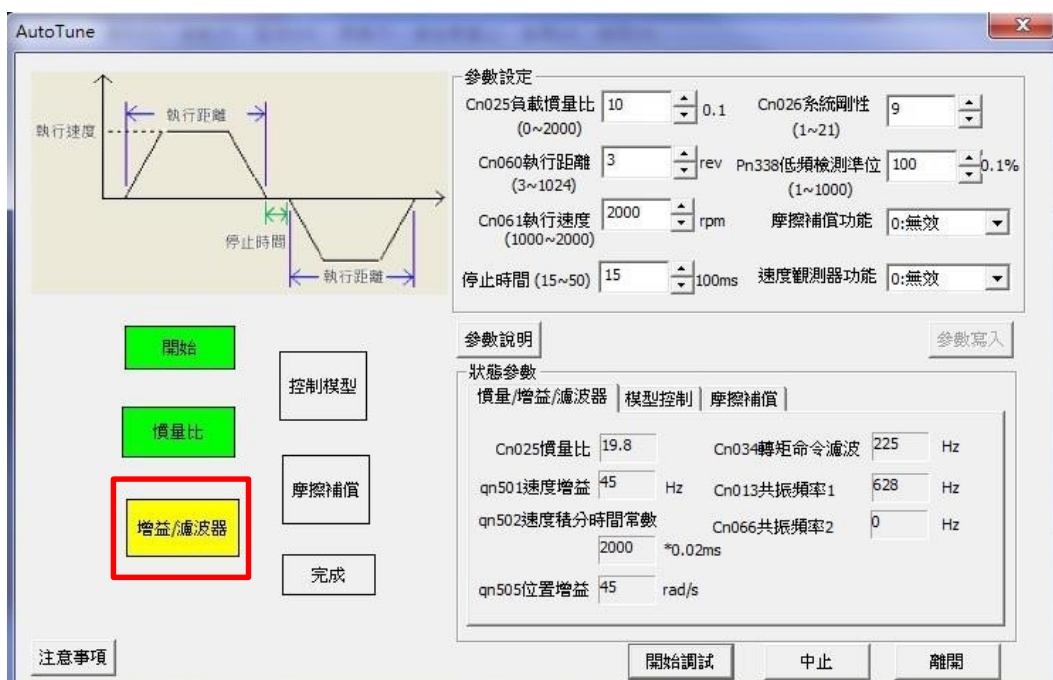 AutoTune
執行距離
執行速度
停止時間
執行距離
參數設定
Cn025負載慣量比 10 0.1
(0~2000)
Cn026系統剛性 9
(1~21)
Cn060執行距離 3 rev
(3~1024)
Pn338低頻檢測準位 100 0.1%
(1~1000)
Cn061執行速度 2000 rpm
(1000~2000)
摩擦補償功能 0:無效
停止時間 (15~50) 15 100ms
速度觀測器功能 0:無效
開始
慣量比
增益/濾波器
控制模型
摩擦補償
完成
參數說明
參數寫入
狀態參數
慣量/增益/濾波器 模型控制 摩擦補償
Cn025慣量比 19.8
Cn034轉矩命令濾波 225 Hz
qn501速度增益 45 Hz
Cn013共振頻率1 628 Hz
qn502速度積分時間常數
2000 *0.02ms
Cn066共振頻率2 0 Hz
qn505位置增益 45 rad/s
注意事項
開始調試
中止
離開